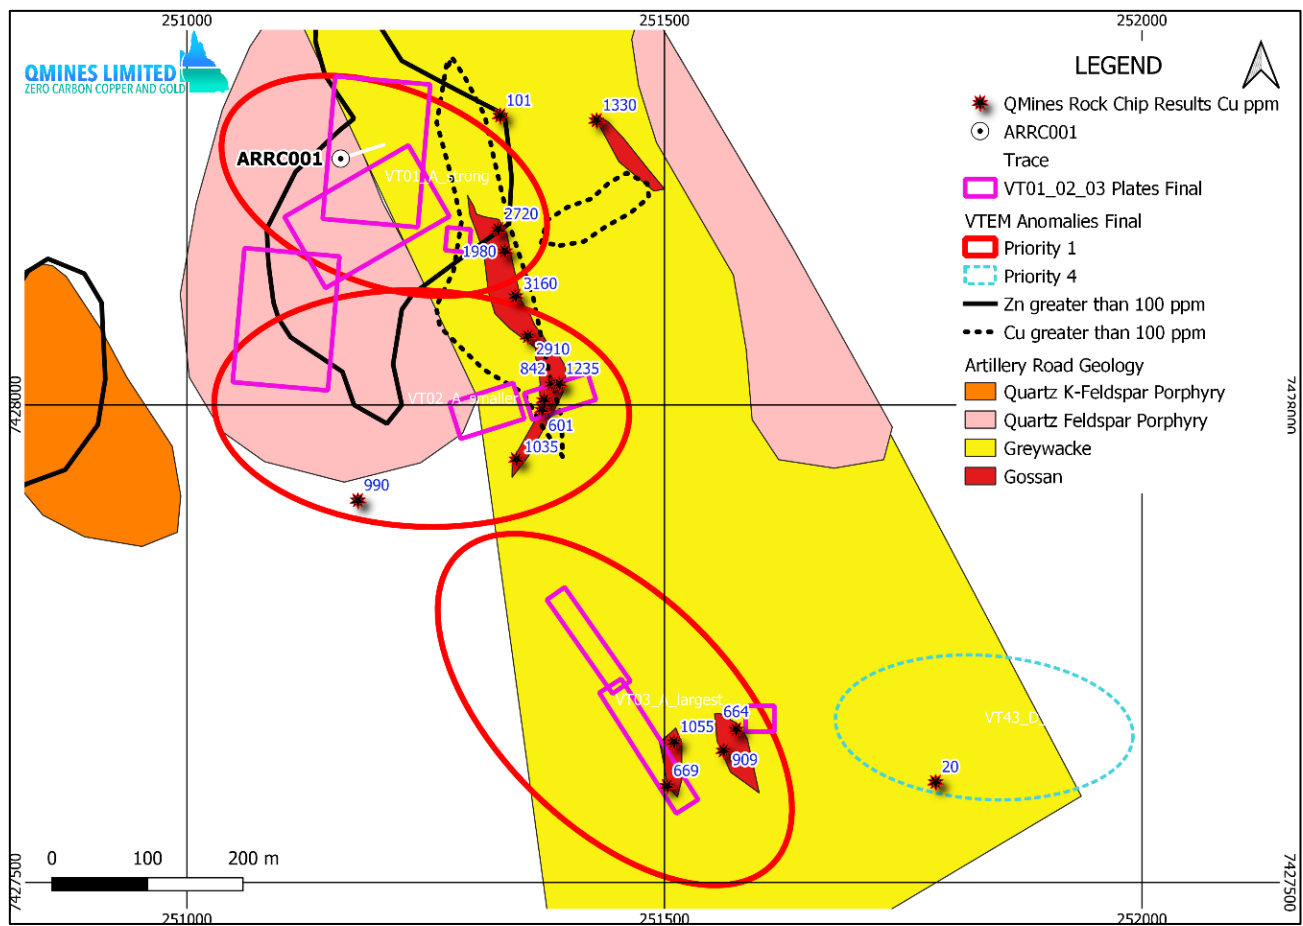 251000
251500
252000
QMINES LIMITED
ZERO CARBON COPPER AND GOLD
LEGEND
QMines Rock Chip Results Cu ppm
ARRC001
Trace
VT01_02_03 Plates Final
VTEM Anomalies Final
Priority 1
Priority 4
Zn greater than 100 ppm
Cu greater than 100 ppm
Artillery Road Geology
Quartz K-Feldspar Porphyry
Quartz Feldspar Porphyry
Greywacke
Gossan
101
1330
ARRC001
VT01_A_strong
2720
1980
3160
2910
842
1235
VT02_A_smaller
601
1035
990
7428000
7428000
VT03_A_largest
664
1055
909
669
VT43_D
20
0
100
200 m
7427500
7427500
251000
251500
252000